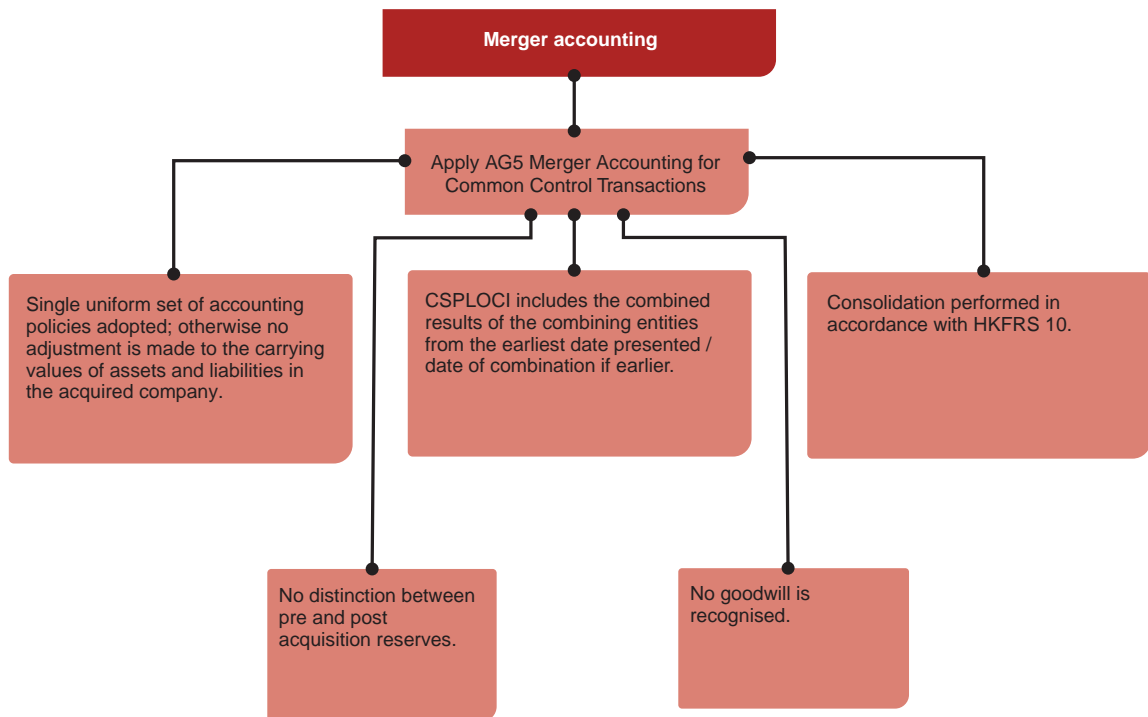 Merger accounting
Apply AG5 Merger Accounting for
Common Control Transactions
Single uniform set of accounting
policies adopted; otherwise no
adjustment is made to the carrying
values of assets and liabilities in
the acquired company.
CSPLOCI includes the combined
results of the combining entities
from the earliest date presented /
date of combination if earlier.
Consolidation performed in
accordance with HKFRS 10.
No distinction between
pre and post
acquisition reserves.
No goodwill is
recognised.